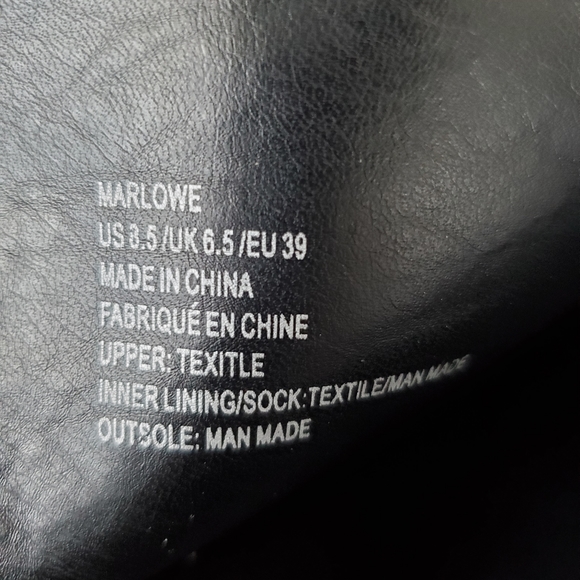 MARLOWE
US 8.5/UK 6.5/EU 39
MADE IN CHINA
FABRIQUÉ EN CHINE
UPPER: TEXITLE
INNER LINING/SOCK:TEXTILE/MAN MADE
OUTSOLE: MAN MADE